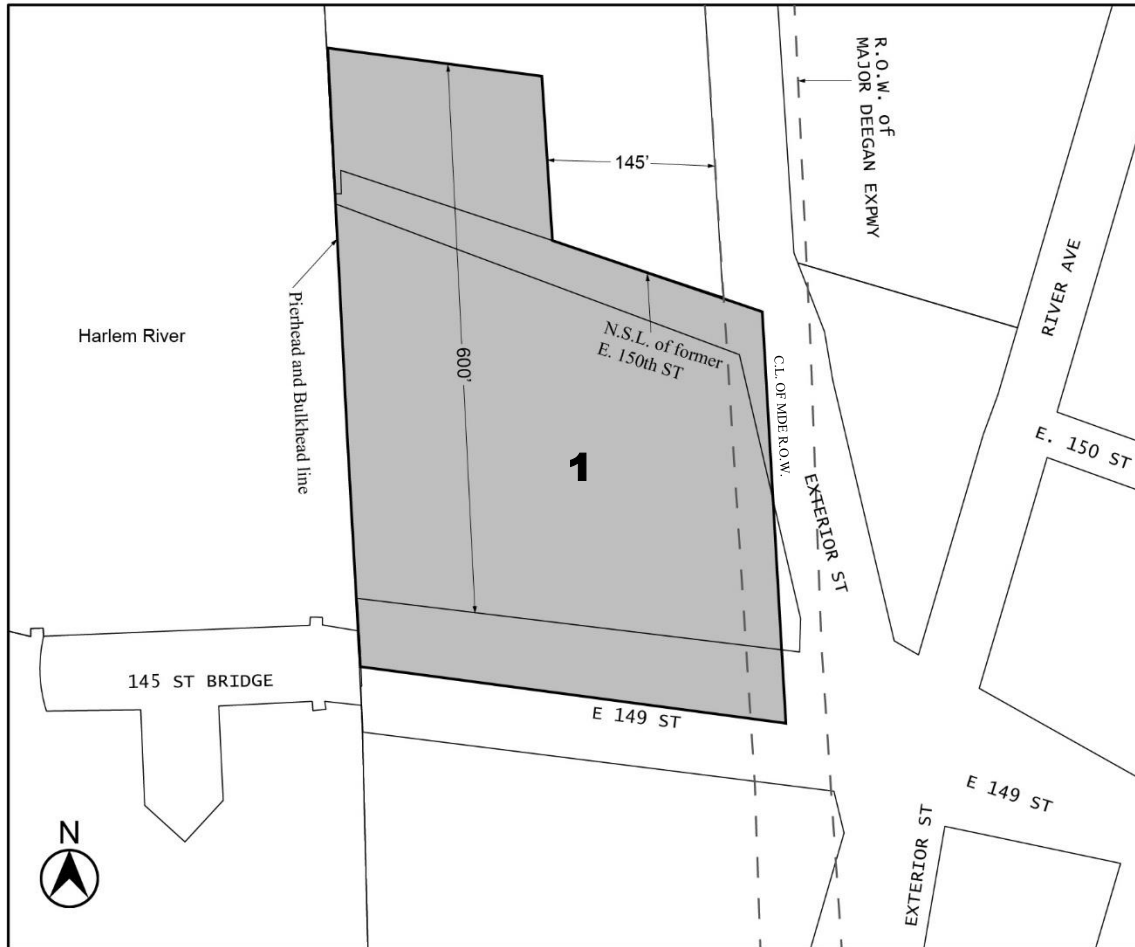 R.O.W. of
MAJOR DEEGAN EXPWY
145'
RIVER AVE
Harlem River
Pierhead and Bulkhead line
600'
N.S.L. of former
E. 150th ST
C.L. OF MDE R.O.W.
E. 150 ST
1
EXTERIOR ST
145 ST BRIDGE
E 149 ST
E 149 ST
EXTERIOR ST
N